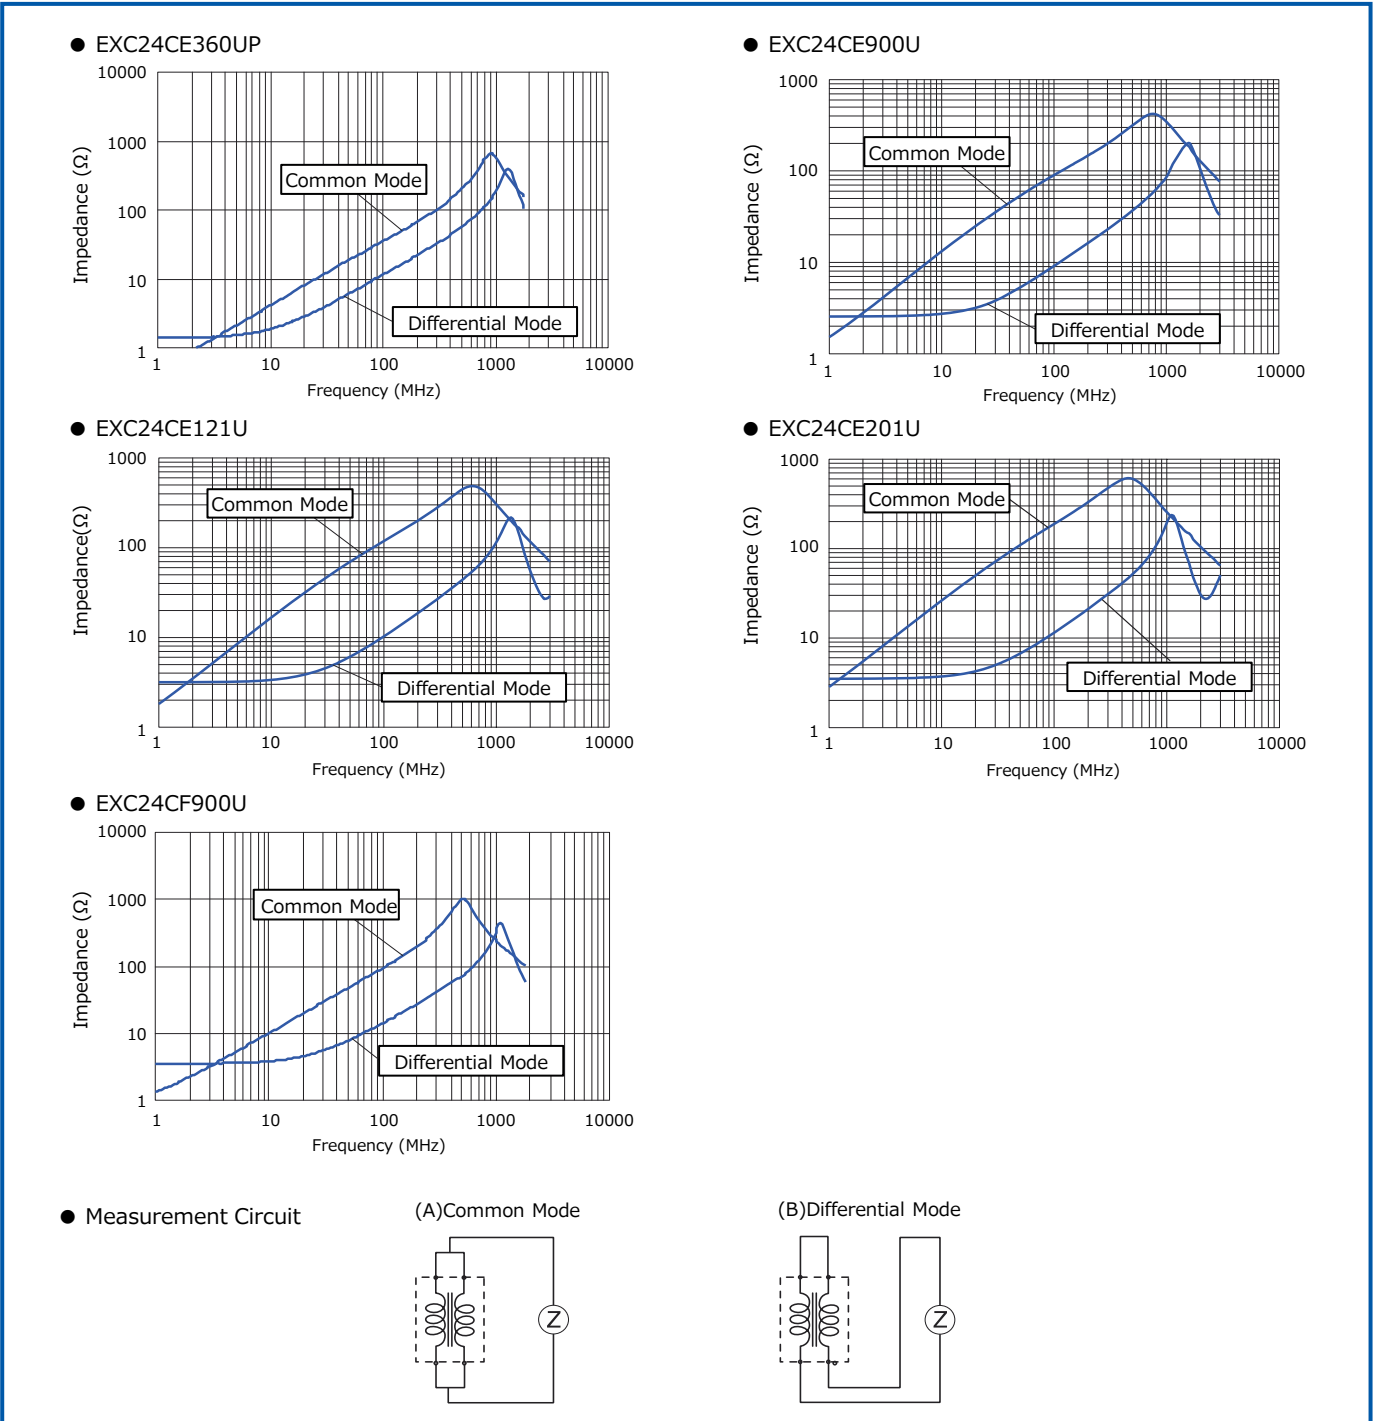 ● EXC24CE360UP
10000
1000
100
10
1
Impedance (Ω)
Common Mode
Differential Mode
1 10 100 1000 10000
Frequency (MHz)
● EXC24CE900U
1000
100
10
1
Impedance (Ω)
Common Mode
Differential Mode
1 10 100 1000 10000
Frequency (MHz)
● EXC24CE121U
1000
100
10
1
Impedance(Ω)
Common Mode
Differential Mode
1 10 100 1000 10000
Frequency (MHz)
● EXC24CE201U
1000
100
10
1
Impedance (Ω)
Common Mode
Differential Mode
1 10 100 1000 10000
Frequency (MHz)
● EXC24CF900U
10000
1000
100
10
1
Impedance (Ω)
Common Mode
Differential Mode
1 10 100 1000 10000
Frequency (MHz)
● Measurement Circuit
(A)Common Mode
Z
(B)Differential Mode
Z